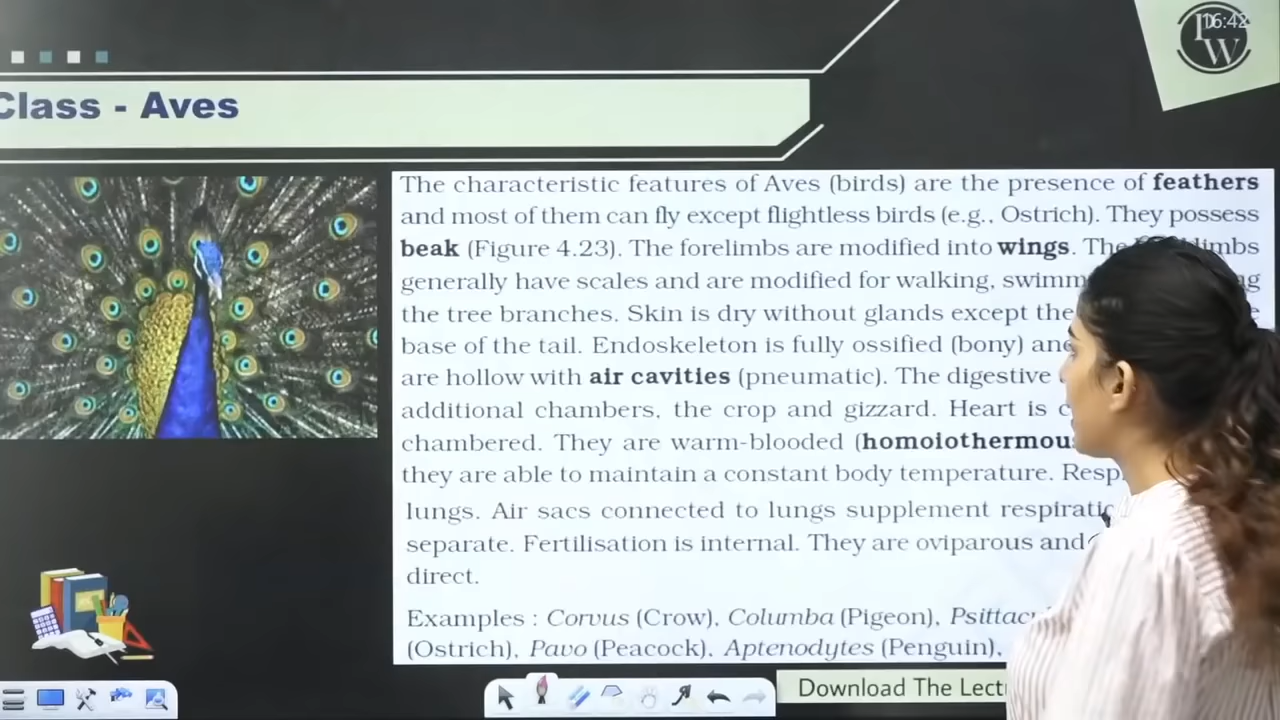 16:42
PW
Class - Aves
The characteristic features of Aves (birds) are the presence of feathers
and most of them can fly except flightless birds (e.g., Ostrich). They possess
beak (Figure 4.23). The forelimbs are modified into wings. The limbs
generally have scales and are modified for walking,
the tree branches. Skin is dry without glands except the
base of the tail. Endoskeleton is fully ossified (bony) and
are hollow with air cavities (pneumatic). The digestive
additional chambers, the crop and gizzard. Heart is
chambered. They are warm-blooded (homoiothermous
they are able to maintain a constant body temperature.
lungs. Air sacs connected to lungs supplement
separate. Fertilisation is internal. They are oviparous and
direct.
Examples : Corvus (Crow), Columba (Pigeon),
(Ostrich), Pavo (Peacock), Aptenodytes (Penguin),
Download The